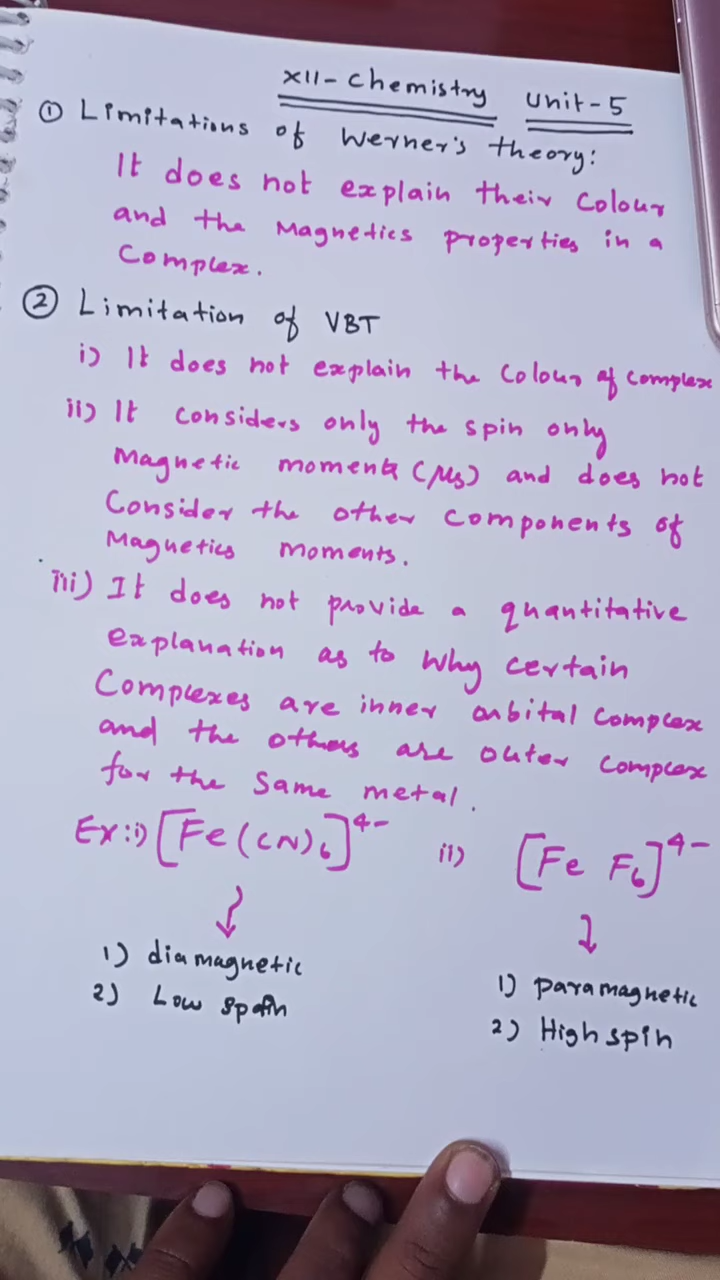 XII - Chemistry Unit - 5
① Limitations of Werner's theory:
It does not explain their Colour
and the Magnetics properties in a
Complex.
② Limitation of VBT
i) It does not explain the Colour of Complex
ii) It considers only the spin only
Magnetic moment (μs) and does not
Consider the other components of
Magnetics moments.
iii) It does not provide a quantitative
explanation as to why certain
Complexes are inner orbital complex
and the others are outer complex
for the same metal.
Ex: i) [Fe(CN)6]4- ii) [Fe F6]4-
1) diamagnetic 1) paramagnetic
2) Low spin 2) High spin